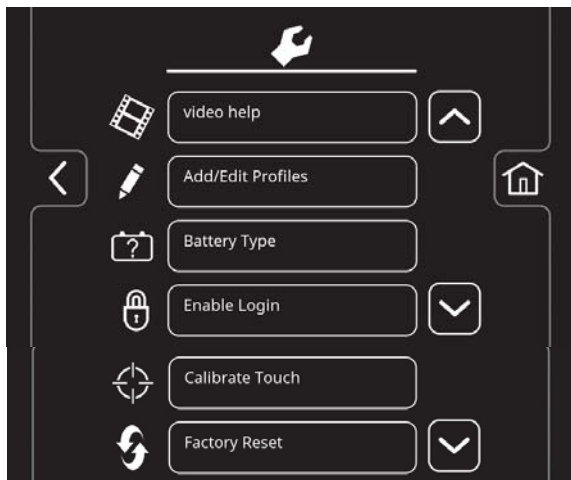 video help
Add/Edit Profiles
?
Battery Type
Enable Login
Calibrate Touch
Factory Reset